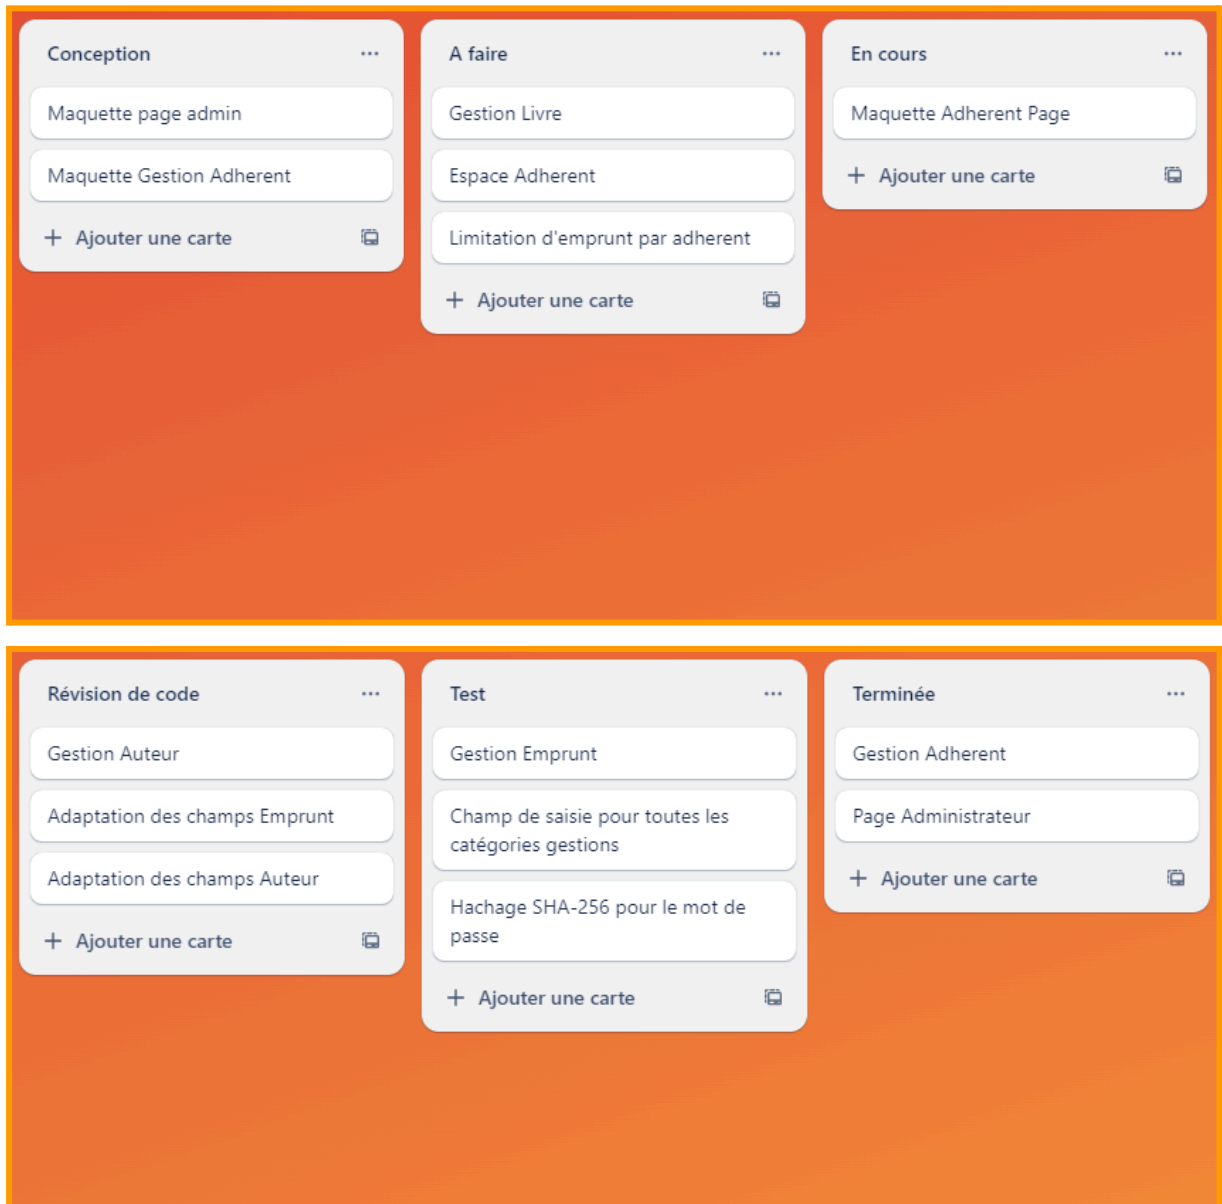 Conception
Maquette page admin
Maquette Gestion Adherent
+ Ajouter une carte
A faire
Gestion Livre
Espace Adherent
Limitation d'emprunt par adherent
+ Ajouter une carte
En cours
Maquette Adherent Page
+ Ajouter une carte
Révision de code
Gestion Auteur
Adaptation des champs Emprunt
Adaptation des champs Auteur
+ Ajouter une carte
Test
Gestion Emprunt
Champ de saisie pour toutes les
catégories gestions
Hachage SHA-256 pour le mot de
passe
+ Ajouter une carte
Terminée
Gestion Adherent
Page Administrateur
+ Ajouter une carte